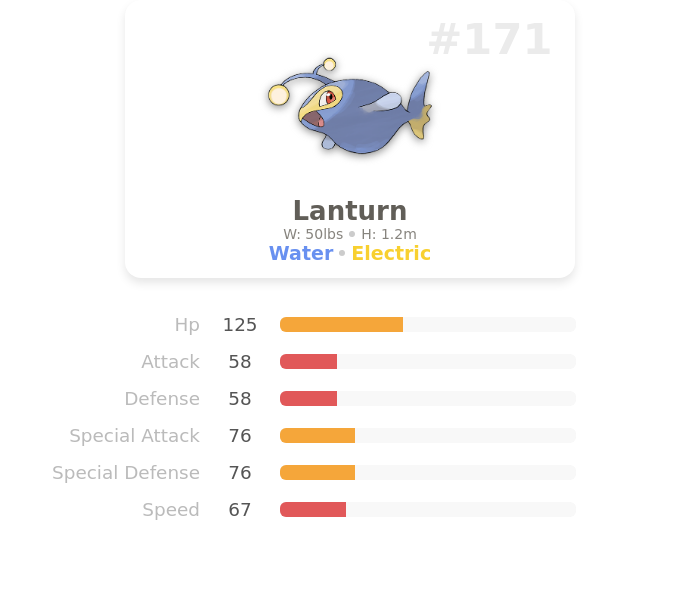 #171
Lanturn
W: 50lbs • H: 1.2m
Water • Electric
Hp 125
Attack 58
Defense 58
Special Attack 76
Special Defense 76
Speed 67